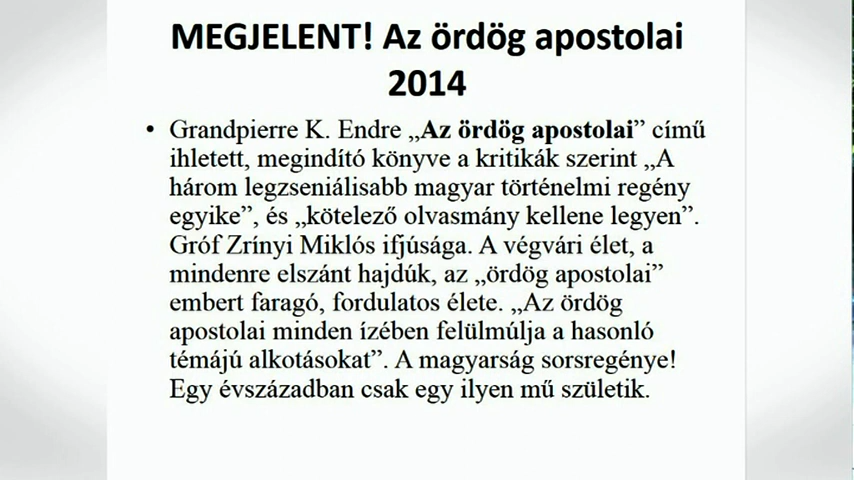 MEGJELENT! Az ördög apostolai
2014
• Grandpierre K. Endre „Az ördög apostolai” című
ihletett, megindító könyve a kritikák szerint „A
három legzseniálisabb magyar történelmi regény
egyike”, és „kötelező olvasmány kellene legyen”.
Gróf Zrínyi Miklós ifjúsága. A végvári élet, a
mindenre elszánt hajdúk, az „ördög apostolai”
embert faragó, fordulatos élete. „Az ördög
apostolai minden ízében felülmúlja a hasonló
témájú alkotásokat”. A magyarság sorsregénye!
Egy évszázadban csak egy ilyen mű születik.